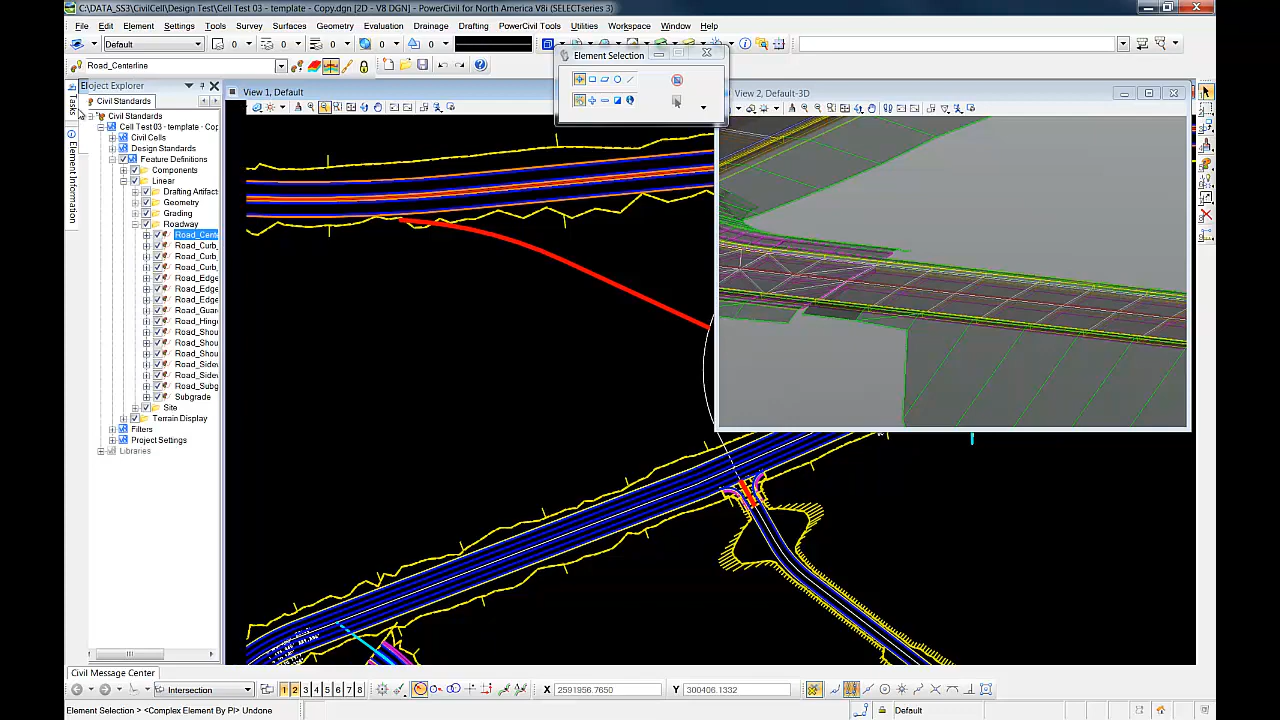 C:\DATA_SS3\CivilCell\Design Test\Cell Test 03 - template - Copy.dgn [2D - V8 DGN] - PowerCivil for North America V8i (SELECTseries 3)
File Edit Element Settings Tools Survey Surfaces Geometry Evaluation Drainage Drafting PowerCivil Tools Utilities Workspace Window Help
Default 0 0 0 0 0
Road_Centerline
Element Selection
Project Explorer
View 1, Default
View 2, Default-3D
Civil Standards
Tasks
Element Information
Civil Standards
Cell Test 03 - template - Cop
Civil Cells
Design Standards
Feature Definitions
Components
Linear
Drafting Artifact
Geometry
Grading
Roadway
Road_Cente
Road_Curb_
Road_Curb_
Road_Curb_
Road_Edge
Road_Edge
Road_Edge
Road_Guar
Road_Hinge
Road_Shou
Road_Shou
Road_Shou
Road_Sidew
Road_Sidew
Road_Subg
Subgrade
Site
Terrain Display
Filters
Project Settings
Libraries
Civil Message Center
Intersection 1 2 3 4 5 6 7 8 X 2591956.7650 Y 300406.1332
Element Selection > <Complex Element By PI> Undone Default